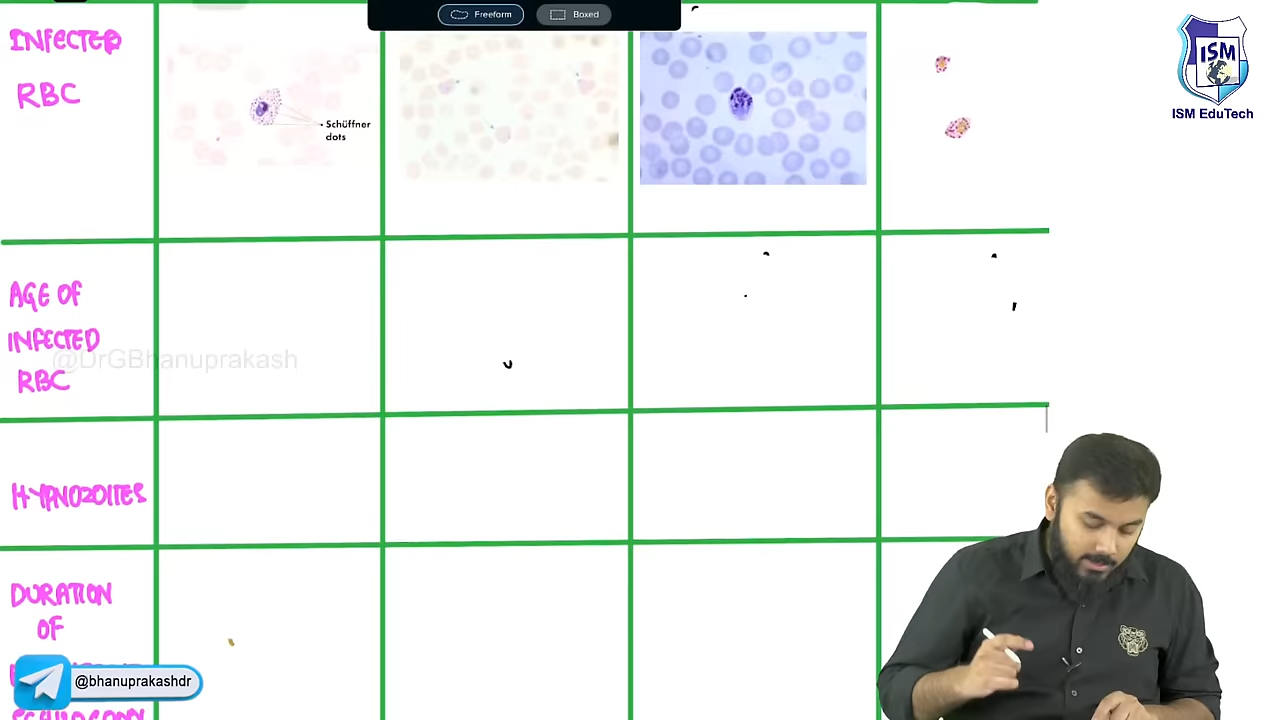 Freeform
Boxed
INFECTED
RBC
Schüffner
dots
ISM
ISM EduTech
AGE OF
INFECTED
RBC
@DrGBhanuprakash
HYPNOZOITES
DURATION
OF
@bhanuprakashdr